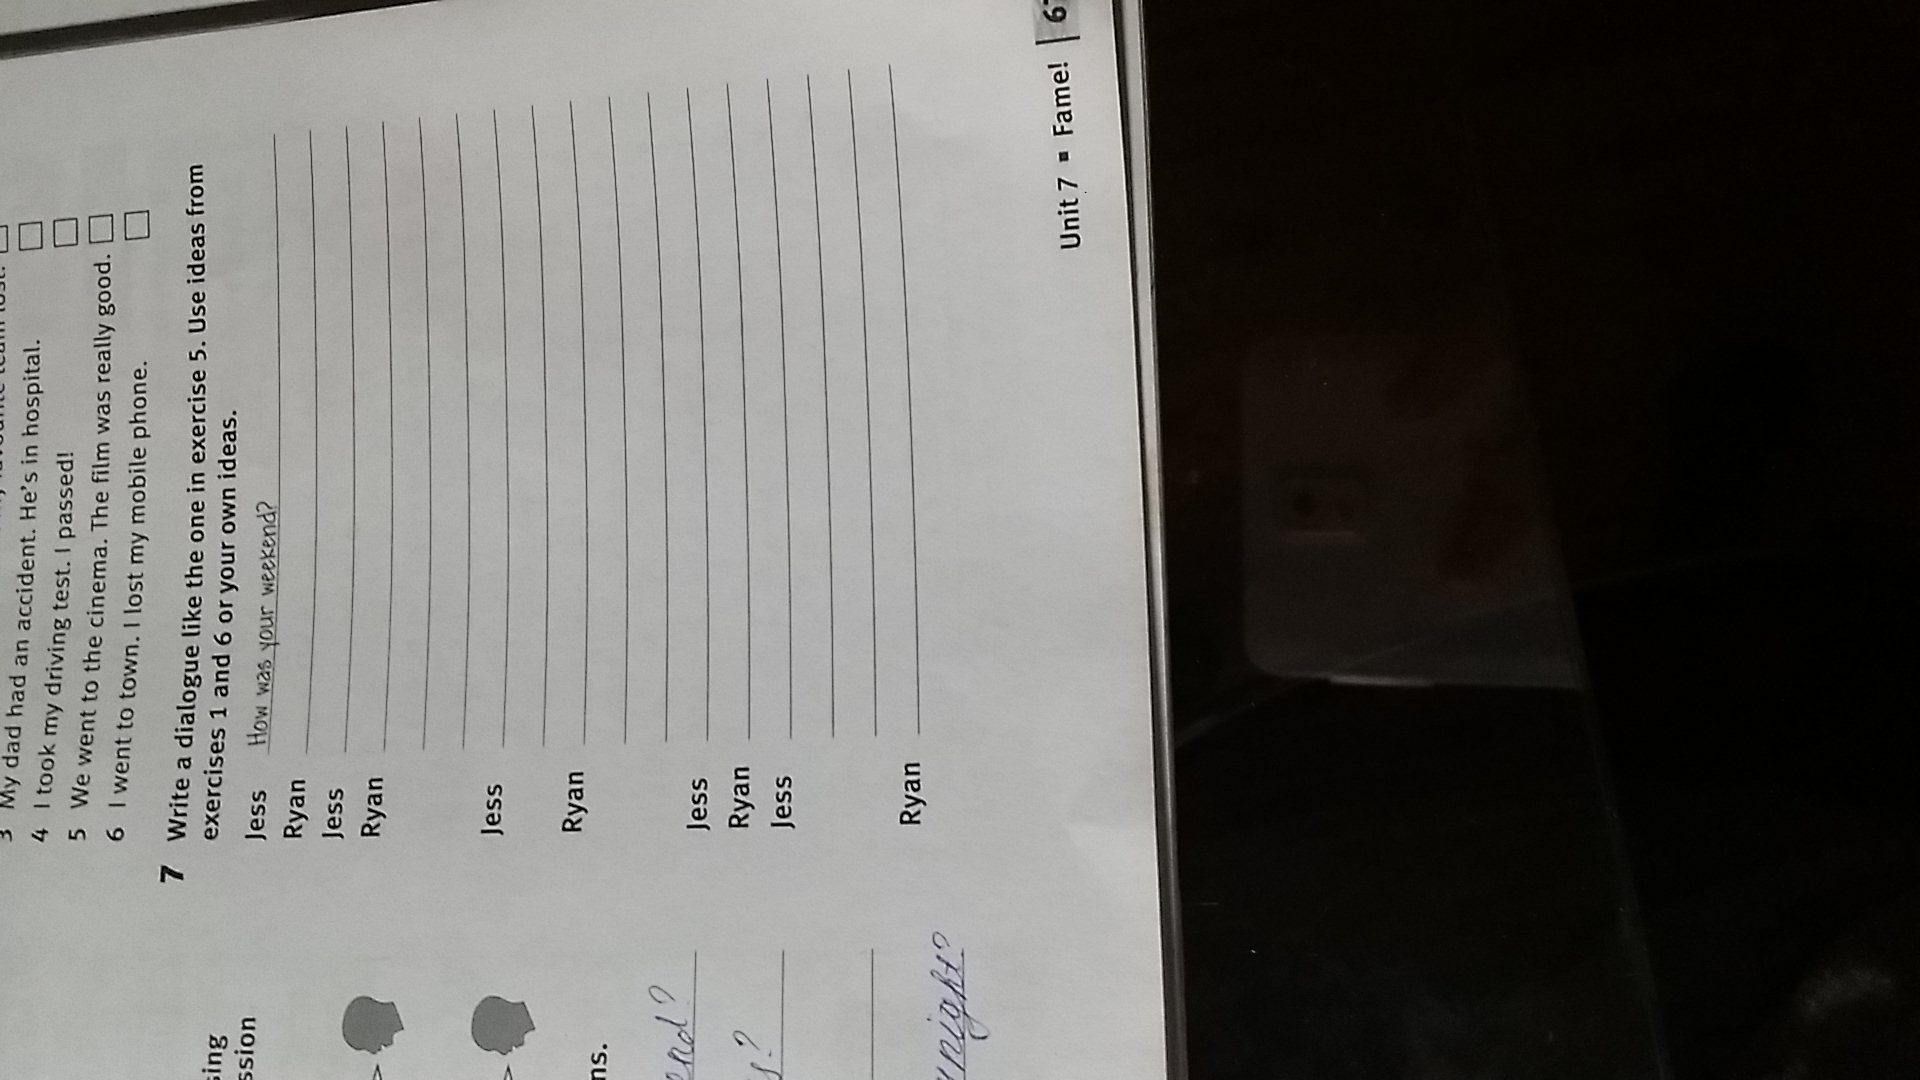 3 My dad had an accident. He's in hospital.
4 I took my driving test. I passed!
5 We went to the cinema. The film was really good.
6 I went to town. I lost my mobile phone.
7 Write a dialogue like the one in exercise 5. Use ideas from
exercises 1 and 6 or your own ideas.
Jess How was your weekend?
Ryan
Jess
Ryan
Jess
Ryan
Jess
Ryan
Jess
Ryan
Unit 7 ▪ Fame!